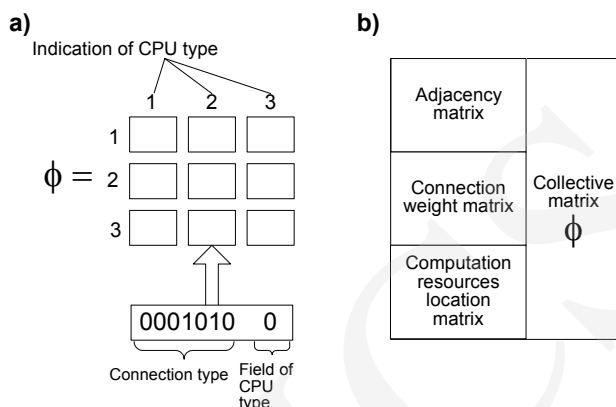 a)
Indication of CPU type
1 2 3
1
ϕ = 2
3
0001010 0
Connection type
Field of
CPU
type
b)
Adjacency
matrix
Connection
weight matrix
Computation
resources
location
matrix
Collective
matrix
ϕ